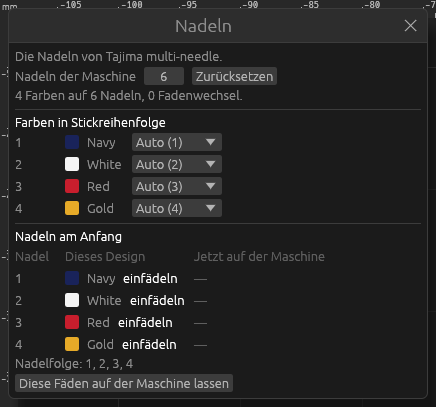 mm
-105
-100
-95
-90
-85
-80
Nadeln
Die Nadeln von Tajima multi-needle.
Nadeln der Maschine 6 Zurücksetzen
4 Farben auf 6 Nadeln, 0 Fadenwechsel.
Farben in Stickreihenfolge
1 Navy Auto (1)
2 White Auto (2)
3 Red Auto (3)
4 Gold Auto (4)
Nadeln am Anfang
Nadel Dieses Design Jetzt auf der Maschine
1 Navy einfädeln —
2 White einfädeln —
3 Red einfädeln —
4 Gold einfädeln —
Nadelfolge: 1, 2, 3, 4
Diese Fäden auf der Maschine lassen